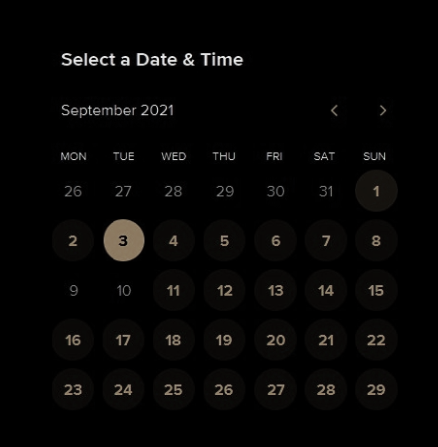 Select a Date & Time
September 2021
MON TUE WED THU FRI SAT SUN
26 27 28 29 30 31 1
2 3 4 5 6 7 8
9 10 11 12 13 14 15
16 17 18 19 20 21 22
23 24 25 26 27 28 29